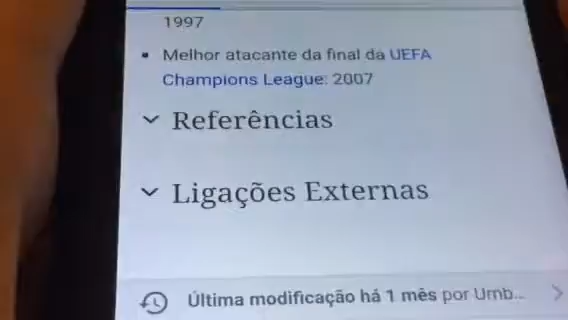 1997
Melhor atacante da final da UEFA
Champions League: 2007
Referências
Ligações Externas
Última modificação há 1 mês por Umb...